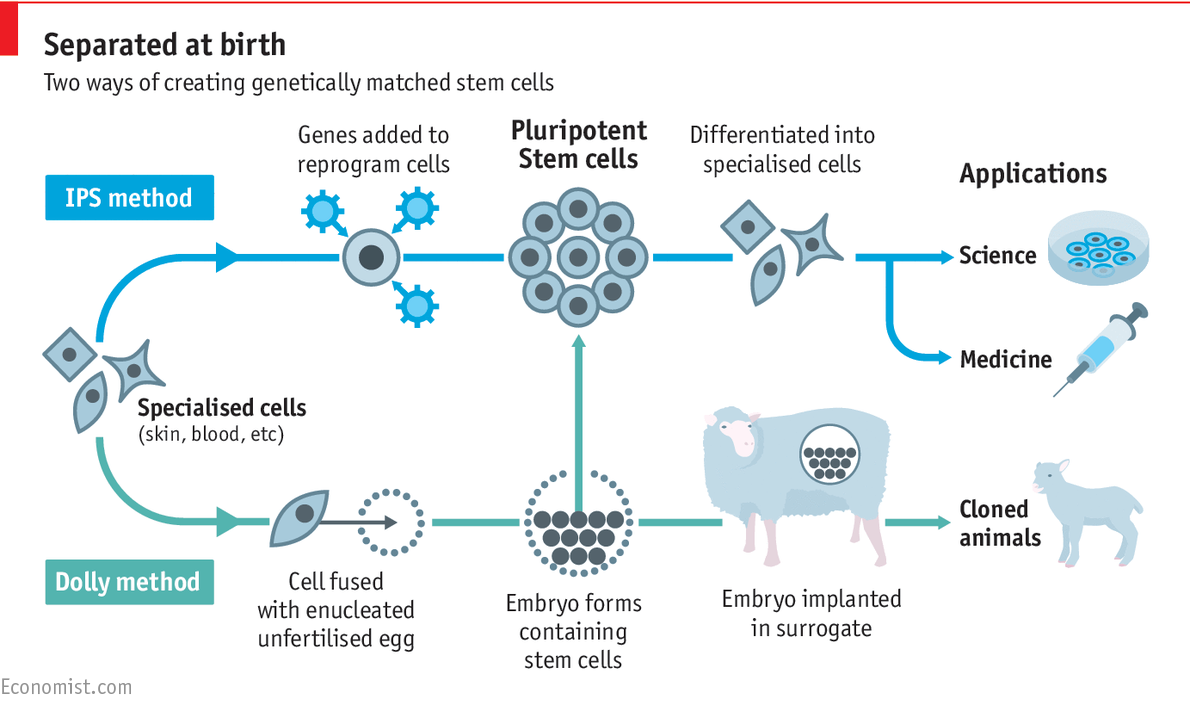 Separated at birth
Two ways of creating genetically matched stem cells
IPS method
Genes added to
reprogram cells
Pluripotent
Stem cells
Differentiated into
specialised cells
Applications
Science
Medicine
Specialised cells
(skin, blood, etc)
Dolly method
Cell fused
with enucleated
unfertilised egg
Embryo forms
containing
stem cells
Embryo implanted
in surrogate
Cloned
animals
Economist.com